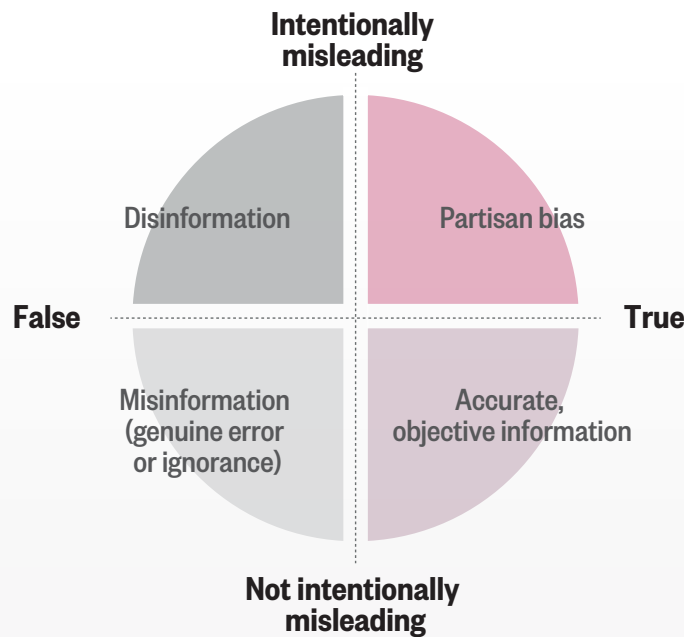 Intentionally
misleading
Disinformation
Partisan bias
False
True
Misinformation
(genuine error
or ignorance)
Accurate,
objective information
Not intentionally
misleading